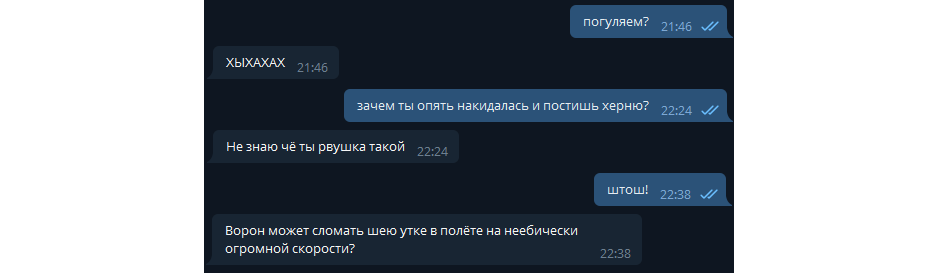 погуляем? 21:46
ХЫХАХАХ 21:46
зачем ты опять накидалась и постишь херню? 22:24
Не знаю чё ты рвушка такой 22:24
штош! 22:38
Ворон может сломать шею утке в полёте на неебически
огромной скорости? 22:38